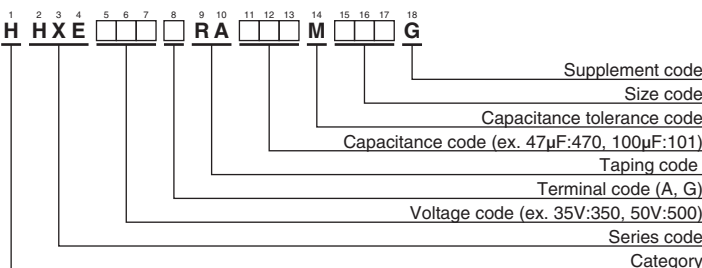 1 2 3 4 5 6 7 8 9 10 11 12 13 14 15 16 17 18
H HXE RA M G
Supplement code
Size code
Capacitance tolerance code
Capacitance code (ex. 47µF:470, 100µF:101)
Taping code
Terminal code (A, G)
Voltage code (ex. 35V:350, 50V:500)
Series code
Category